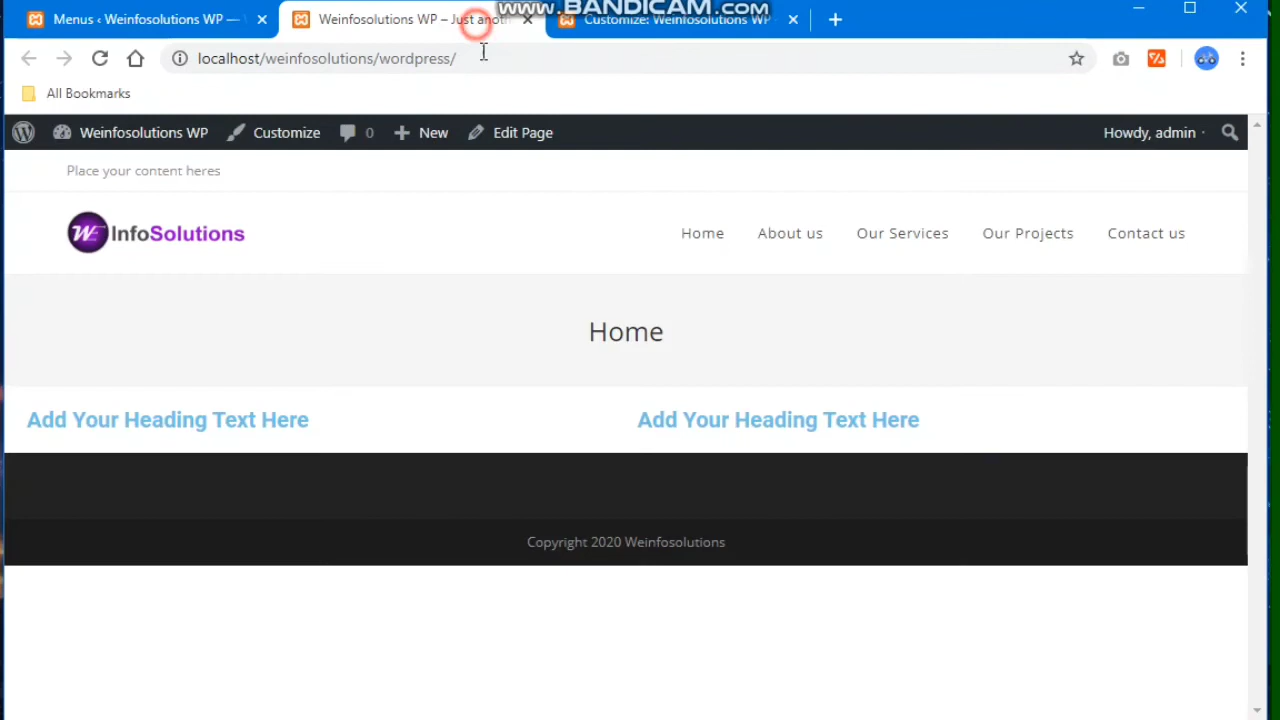 www.BANDICAM.com
Menus ‹ Weinfosolutions WP —
Weinfosolutions WP – Just anoth
Customize: Weinfosolutions WP
localhost/weinfosolutions/wordpress/
All Bookmarks
Weinfosolutions WP Customize 0 New Edit Page Howdy, admin
Place your content heres
WE InfoSolutions
Home About us Our Services Our Projects Contact us
Home
Add Your Heading Text Here Add Your Heading Text Here
Copyright 2020 Weinfosolutions